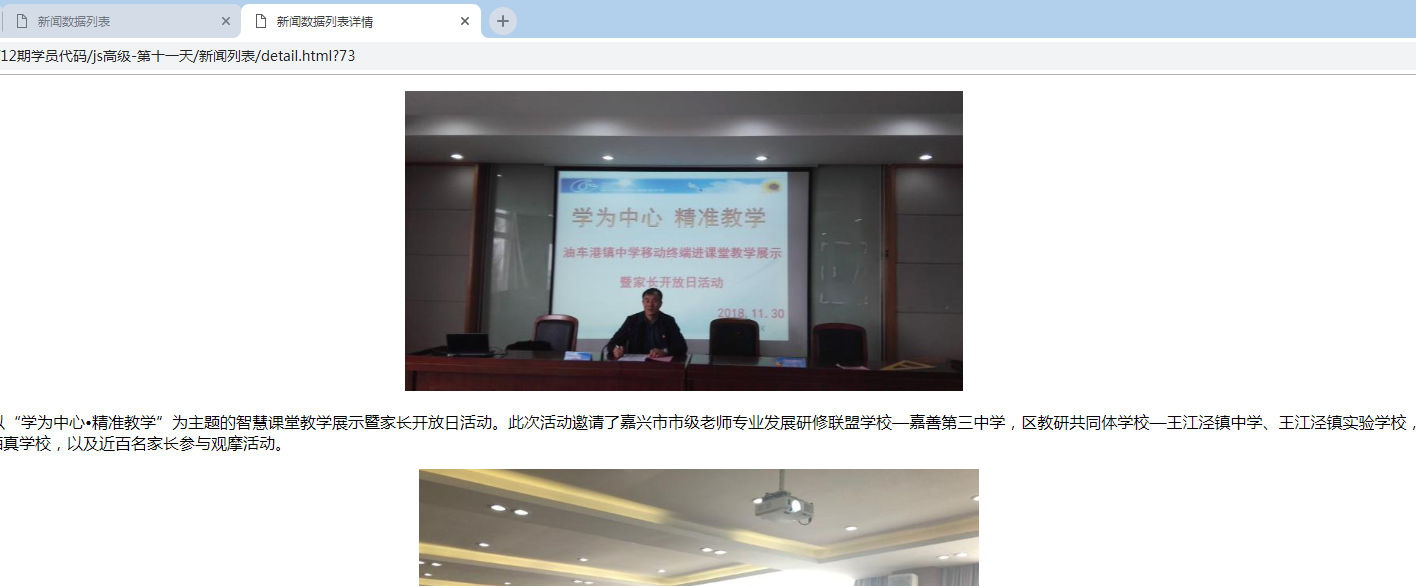 新闻数据列表
新闻数据列表详情
12期学员代码/js高级-第十一天/新闻列表/detail.html?73
学为中心 精准教学
油车港镇中学移动终端进课堂教学展示
暨家长开放日活动
2018.11.30
“学为中心•精准教学”为主题的智慧课堂教学展示暨家长开放日活动。此次活动邀请了嘉兴市市级老师专业发展研修联盟学校—嘉善第三中学，区教研共同体学校—王江泾镇中学、王江泾镇实验学校，
真学校，以及近百名家长参与观摩活动。